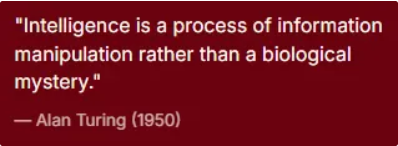 "Intelligence is a process of information
manipulation rather than a biological
mystery."
— Alan Turing (1950)